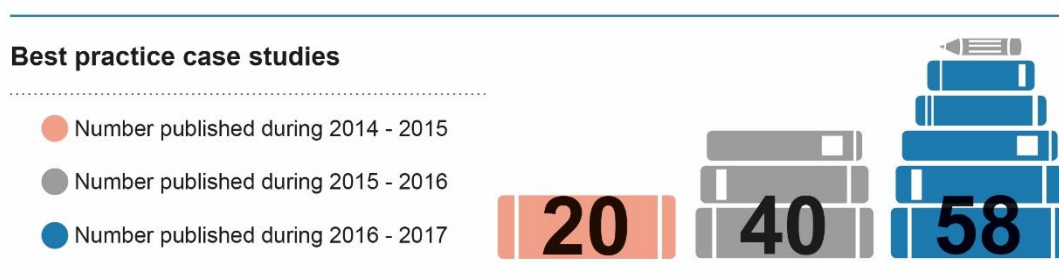 Best practice case studies
Number published during 2014 - 2015
Number published during 2015 - 2016
Number published during 2016 - 2017
20 40 58